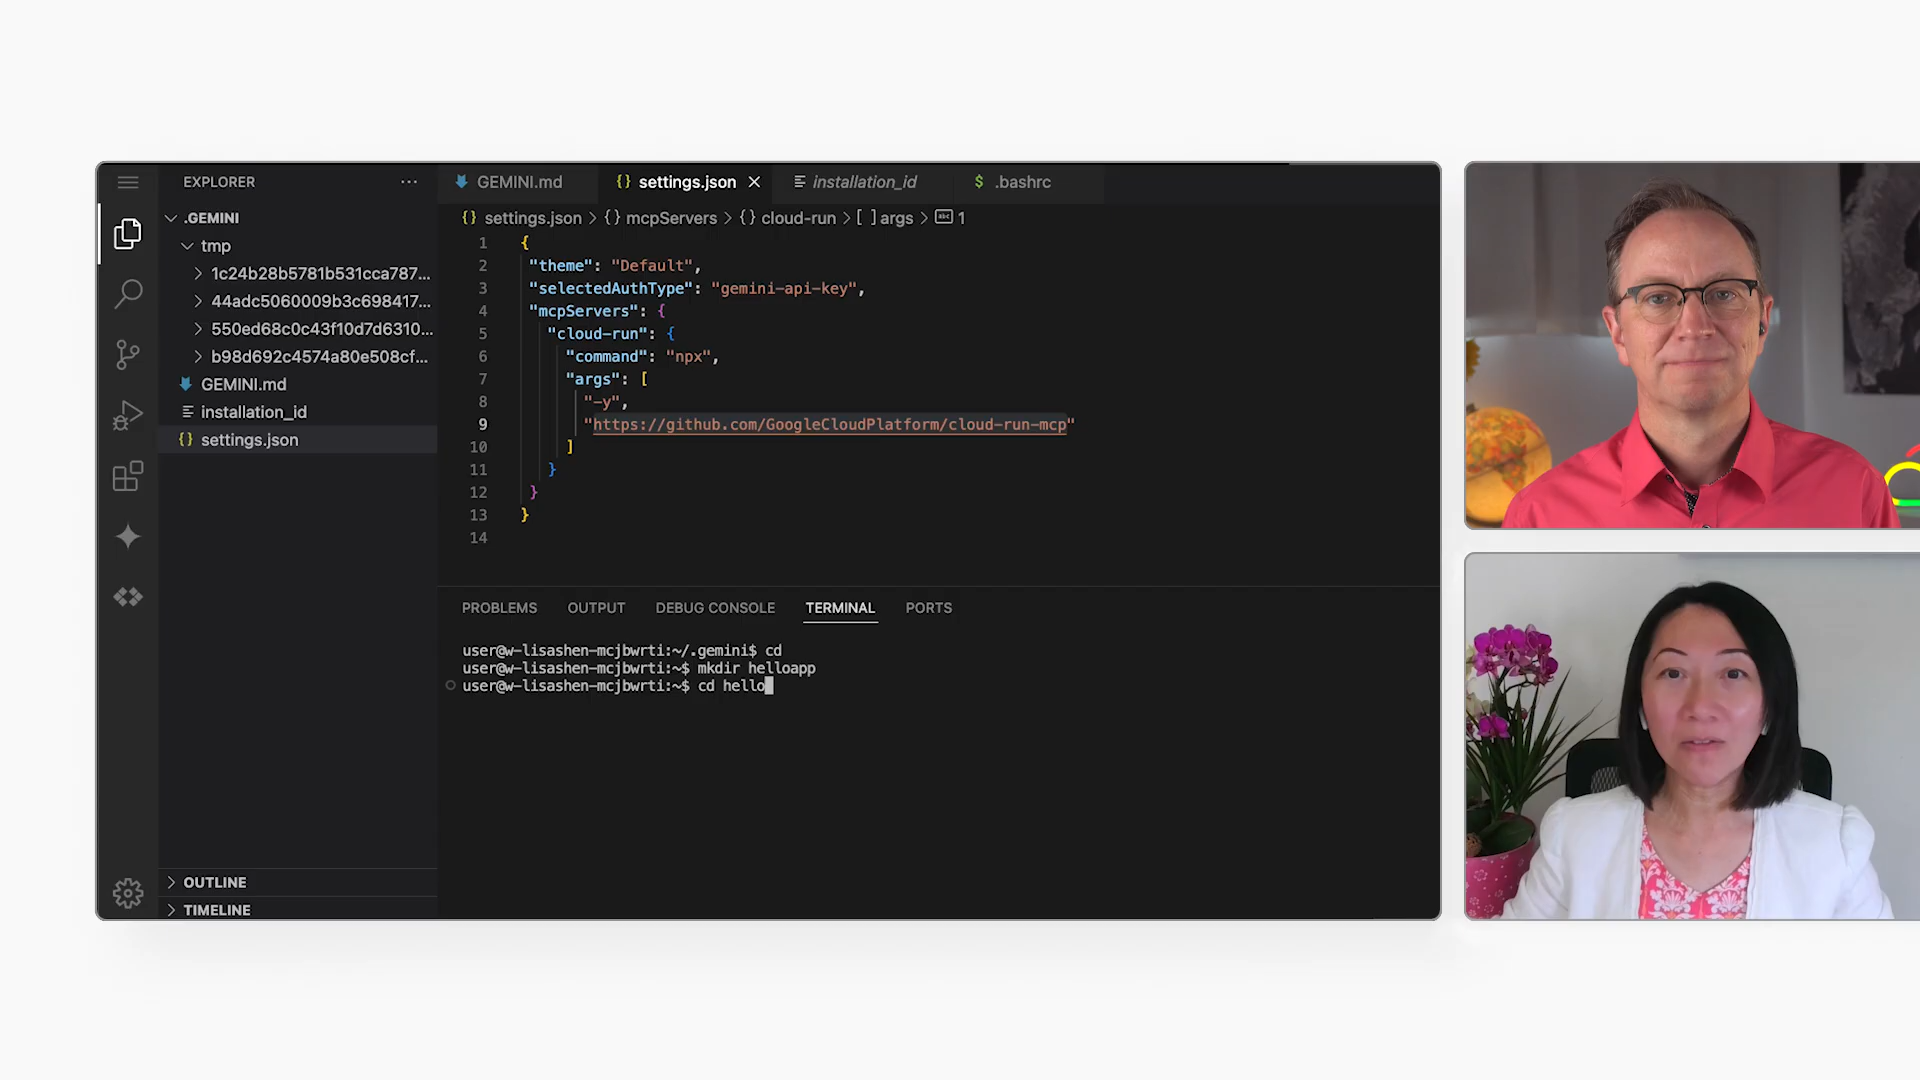 EXPLORER
.GEMINI
tmp
1c24b28b5781b531cca787...
44adc5060009b3c698417...
550ed68c0c43f10d7d6310...
b98d692c4574a80e508cf...
GEMINI.md
installation_id
settings.json
OUTLINE
TIMELINE
GEMINI.md settings.json installation_id $ .bashrc
{} settings.json > {} mcpServers > {} cloud-run > [ ] args > abc 1
1 {
2 "theme": "Default",
3 "selectedAuthType": "gemini-api-key",
4 "mcpServers": {
5 "cloud-run": {
6 "command": "npx",
7 "args": [
8 "-y",
9 "https://github.com/GoogleCloudPlatform/cloud-run-mcp"
10 ]
11 }
12 }
13 }
14
PROBLEMS OUTPUT DEBUG CONSOLE TERMINAL PORTS
user@w-lisashen-mcjbwrti:~/.gemini$ cd
user@w-lisashen-mcjbwrti:~$ mkdir helloapp
user@w-lisashen-mcjbwrti:~$ cd hello